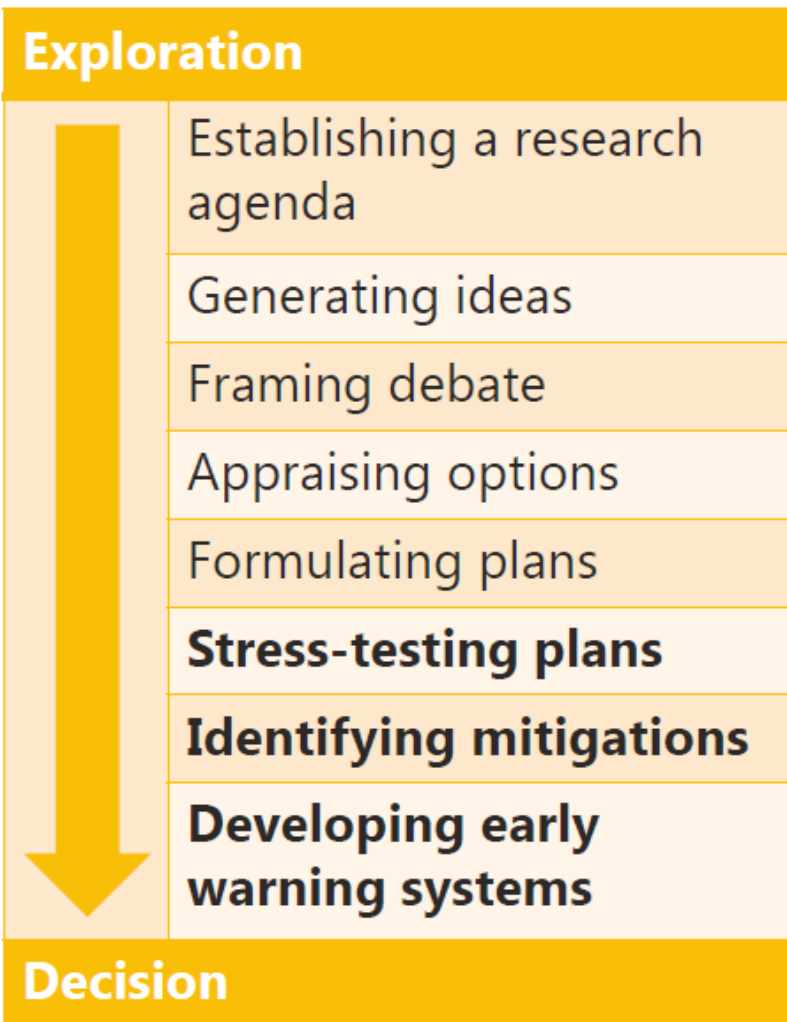 Exploration
Establishing a research
agenda
Generating ideas
Framing debate
Appraising options
Formulating plans
Stress-testing plans
Identifying mitigations
Developing early
warning systems
Decision